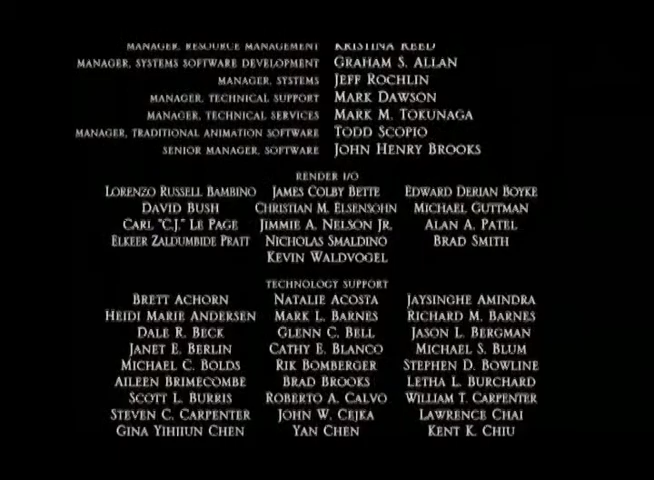 MANAGER, RESOURCE MANAGEMENT KRISTINA REED
MANAGER, SYSTEMS SOFTWARE DEVELOPMENT GRAHAM S. ALLAN
MANAGER, SYSTEMS JEFF ROCHLIN
MANAGER, TECHNICAL SUPPORT MARK DAWSON
MANAGER, TECHNICAL SERVICES MARK M. TOKUNAGA
MANAGER, TRADITIONAL ANIMATION SOFTWARE TODD SCOPIO
SENIOR MANAGER, SOFTWARE JOHN HENRY BROOKS
RENDER I/O
LORENZO RUSSELL BAMBINO JAMES COLBY BETTE EDWARD DERIAN BOYKE
DAVID BUSH CHRISTIAN M. ELSENSOHN MICHAEL GUTTMAN
CARL "C.J." LE PAGE JIMMIE A. NELSON JR. ALAN A. PATEL
ELKEER ZALDUMBIDE PRATT NICHOLAS SMALDINO BRAD SMITH
KEVIN WALDVOGEL
TECHNOLOGY SUPPORT
BRETT ACHORN NATALIE ACOSTA JAYSINGHE AMINDRA
HEIDI MARIE ANDERSEN MARK L. BARNES RICHARD M. BARNES
DALE R. BECK GLENN C. BELL JASON L. BERGMAN
JANET E. BERLIN CATHY E. BLANCO MICHAEL S. BLUM
MICHAEL C. BOLDS RIK BOMBERGER STEPHEN D. BOWLINE
AILEEN BRIMECOMBE BRAD BROOKS LETHA L. BURCHARD
SCOTT L. BURRIS ROBERTO A. CALVO WILLIAM T. CARPENTER
STEVEN C. CARPENTER JOHN W. CEJKA LAWRENCE CHAI
GINA YIHJIUN CHEN YAN CHEN KENT K. CHIU